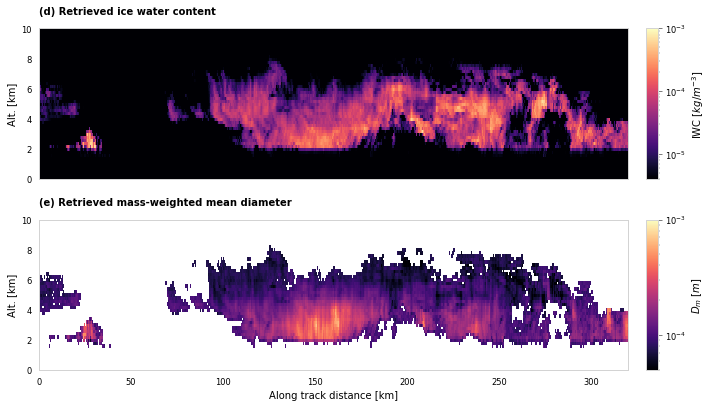 (d) Retrieved ice water content
10
8
6
4
2
0
Alt. [km]
10⁻³
10⁻⁴
10⁻⁵
IWC [kg/m⁻³]
(e) Retrieved mass-weighted mean diameter
10
8
6
4
2
0
Alt. [km]
0 50 100 150 200 250 300
Along track distance [km]
10⁻³
10⁻⁴
Dₘ [m]